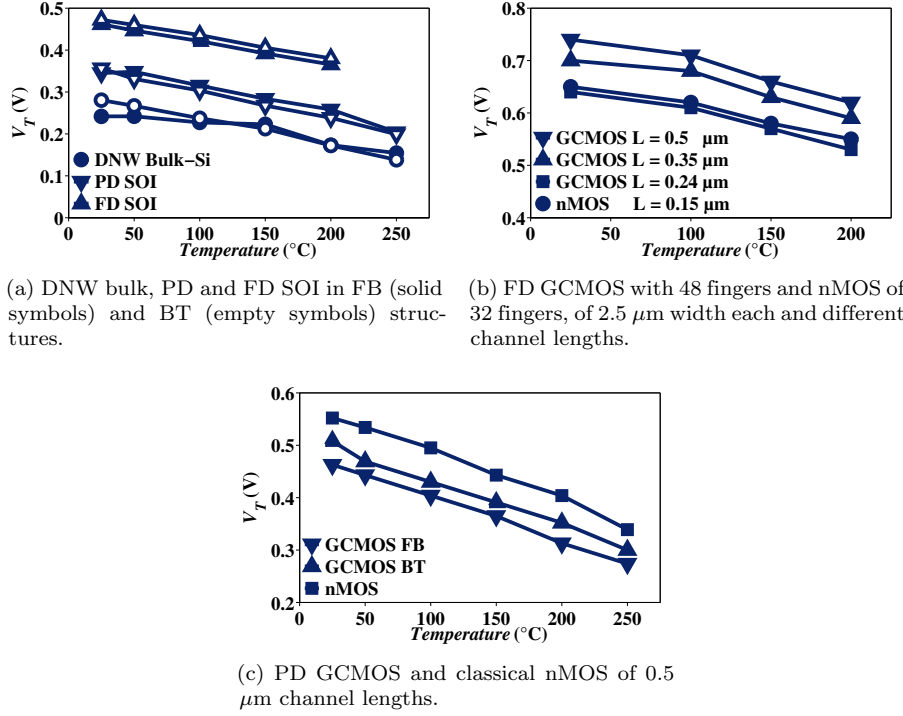 0.5
0.4
0.3
0.2
0.1
0
V_T (V)
DNW Bulk−Si
PD SOI
FD SOI
0 50 100 150 200 250
Temperature (°C)
(a) DNW bulk, PD and FD SOI in FB (solid
symbols) and BT (empty symbols) struc-
tures.
0.8
0.7
0.6
0.5
0.4
V_T (V)
GCMOS L = 0.5 μm
GCMOS L = 0.35 μm
GCMOS L = 0.24 μm
nMOS L = 0.15 μm
0 50 100 150 200
Temperature (°C)
(b) FD GCMOS with 48 fingers and nMOS of
32 fingers, of 2.5 μm width each and different
channel lengths.
0.6
0.5
0.4
0.3
0.2
V_T (V)
GCMOS FB
GCMOS BT
nMOS
0 50 100 150 200 250
Temperature (°C)
(c) PD GCMOS and classical nMOS of 0.5
μm channel lengths.